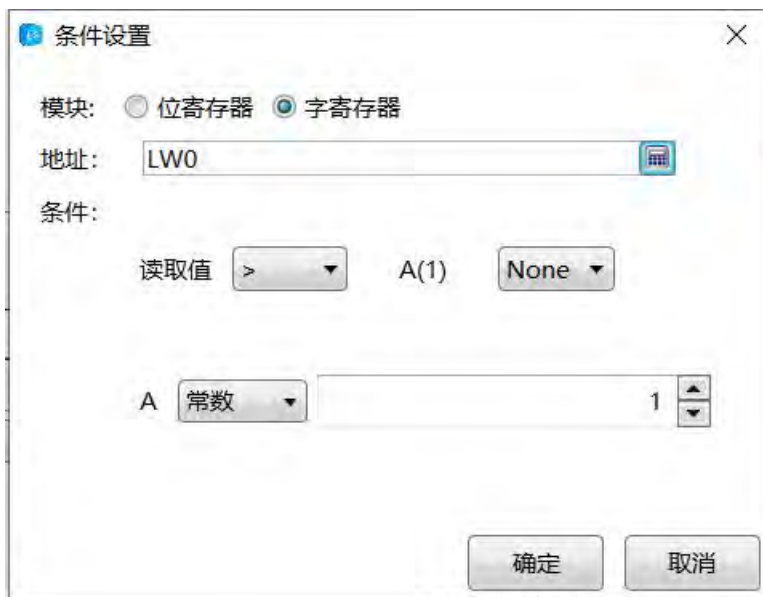 条件设置
模块: 位寄存器 字寄存器
地址: LW0
条件:
读取值 > A(1) None
A 常数 1
确定 取消